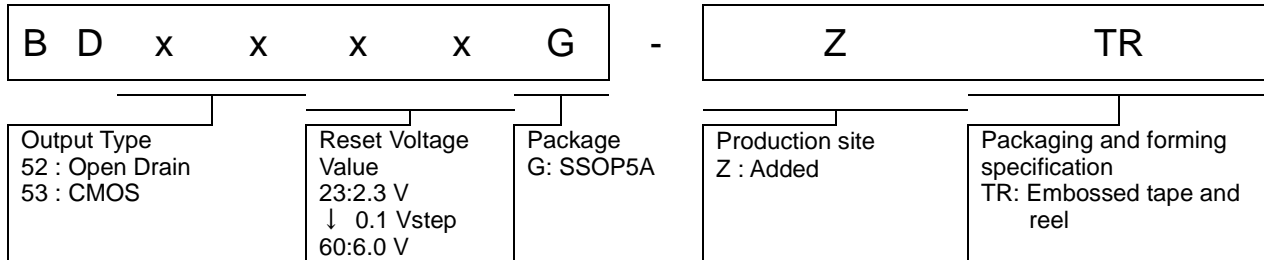 B D x x x x G - Z TR
Output Type
52 : Open Drain
53 : CMOS
Reset Voltage
Value
23:2.3 V
↓ 0.1 Vstep
60:6.0 V
Package
G: SSOP5A
Production site
Z : Added
Packaging and forming
specification
TR: Embossed tape and
reel